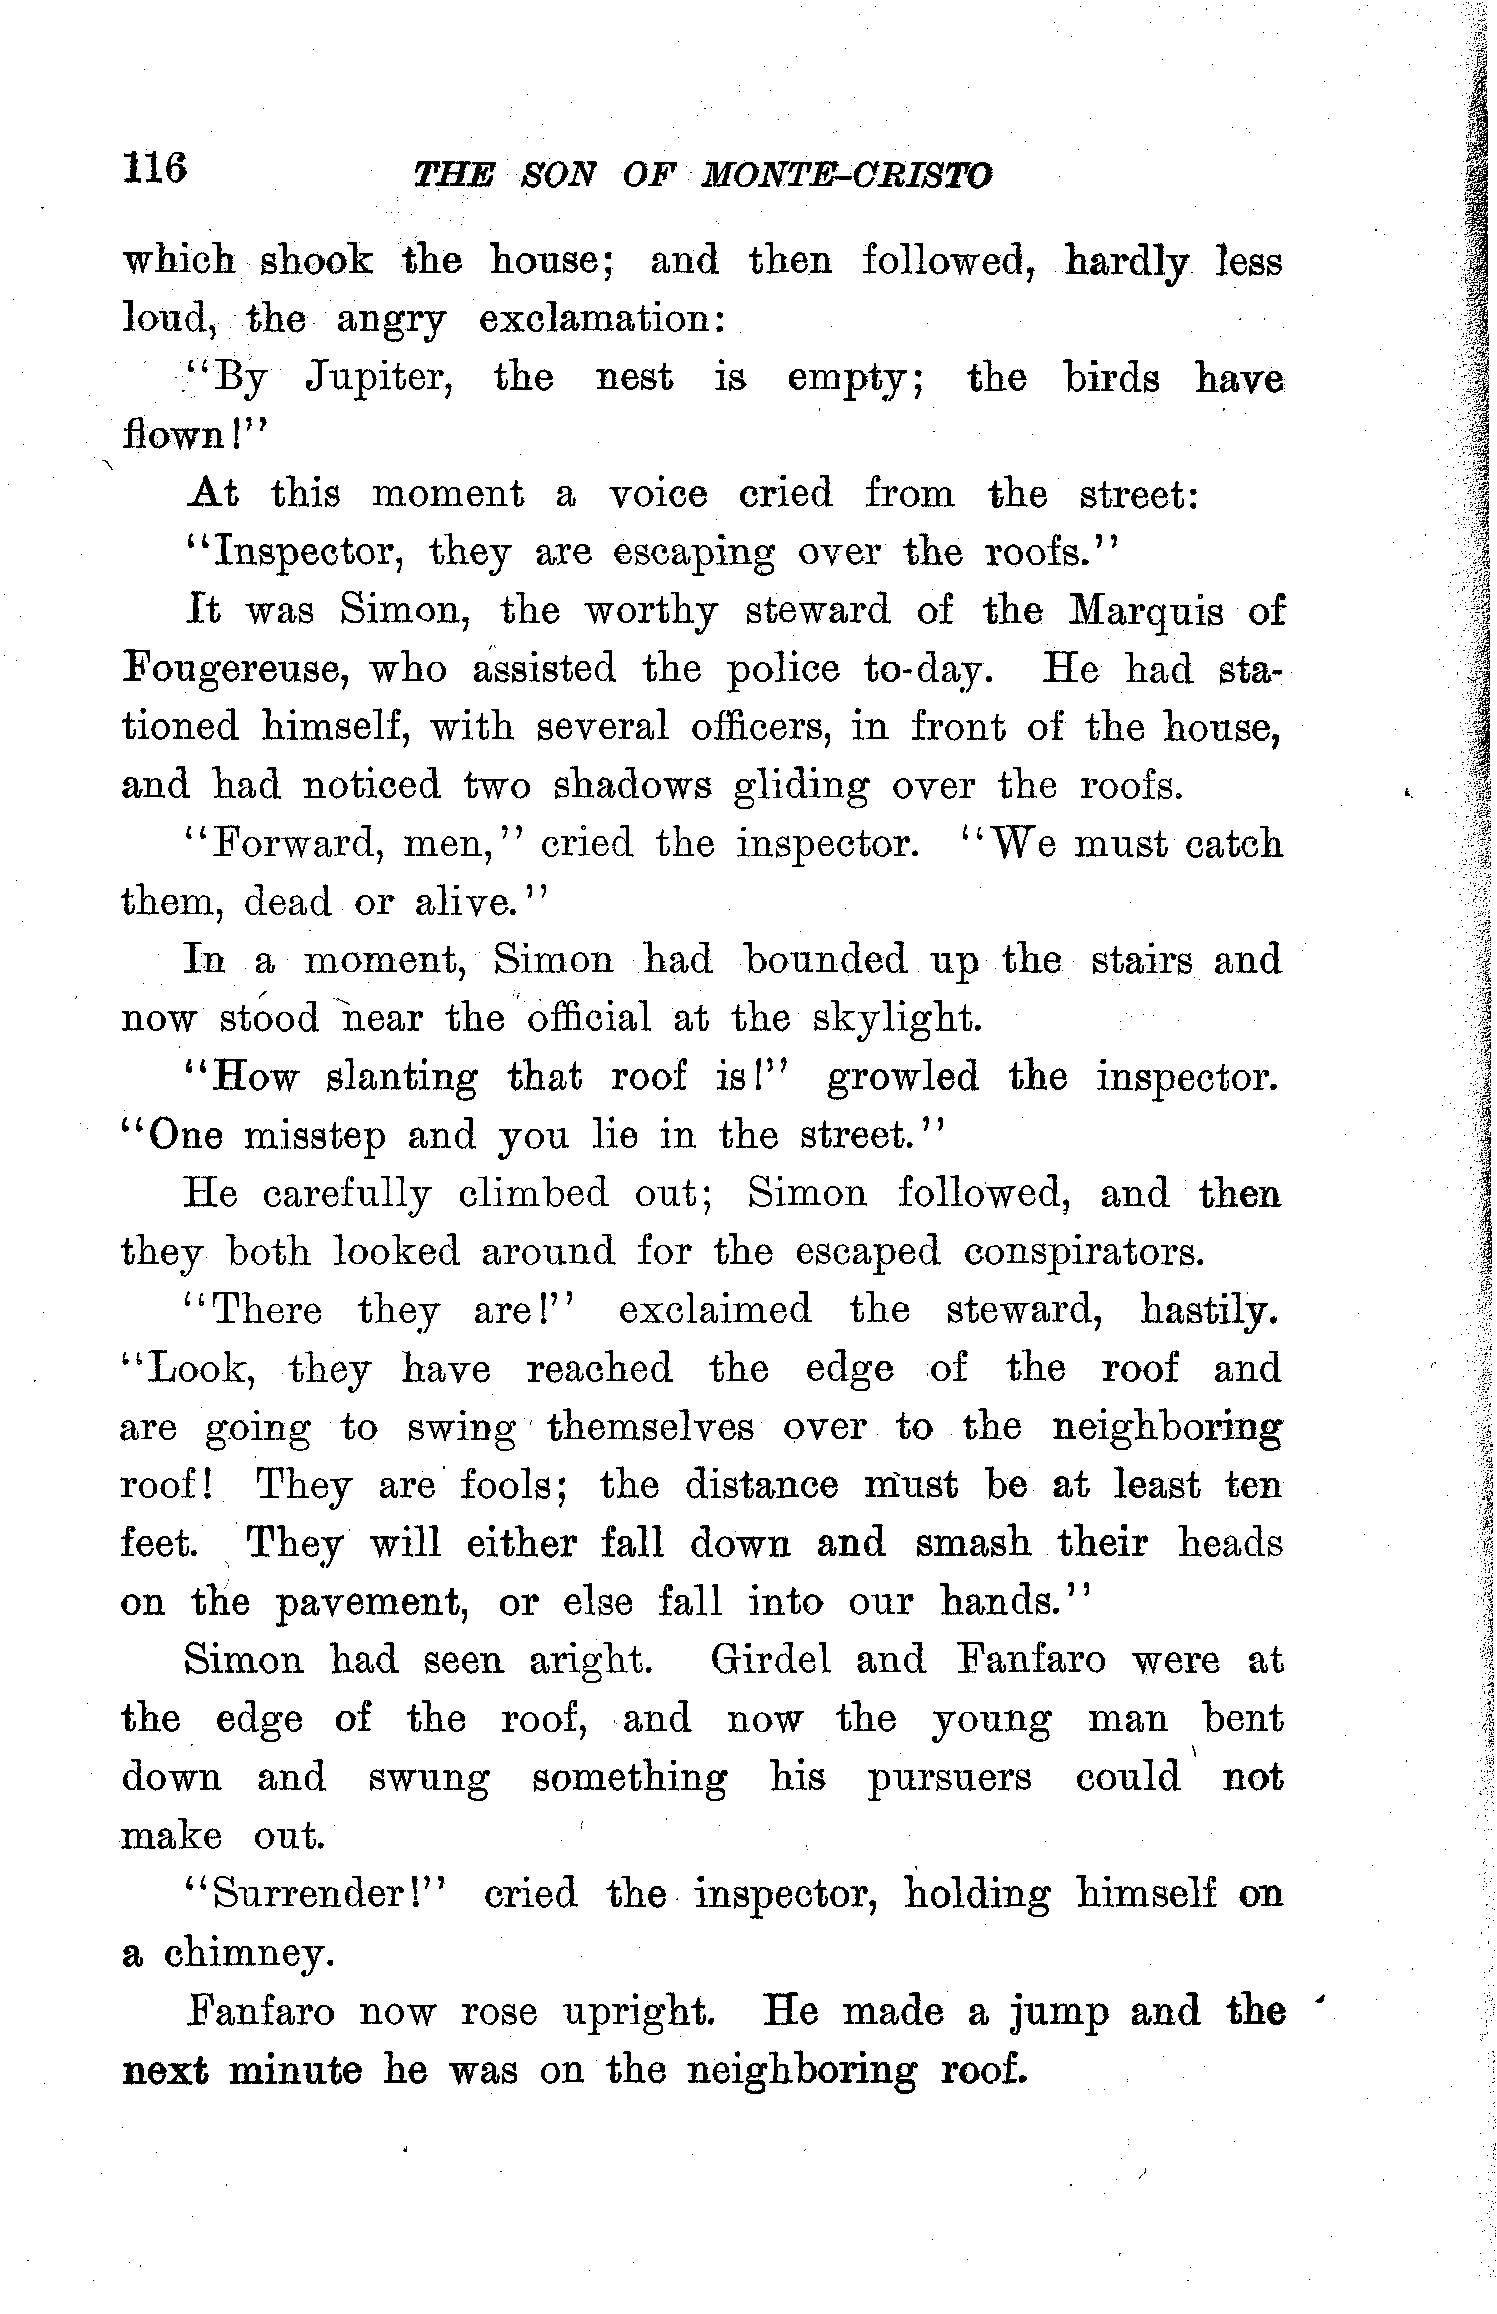 116 THE SON OF MONTE-CRISTO
which shook the house; and then followed, hardly less
loud, the angry exclamation:
"By Jupiter, the nest is empty; the birds have
flown!"
At this moment a voice cried from the street:
"Inspector, they are escaping over the roofs."
It was Simon, the worthy steward of the Marquis of
Fougereuse, who assisted the police to-day. He had sta-
tioned himself, with several officers, in front of the house,
and had noticed two shadows gliding over the roofs.
"Forward, men," cried the inspector. "We must catch
them, dead or alive."
In a moment, Simon had bounded up the stairs and
now stood near the official at the skylight.
"How slanting that roof is!" growled the inspector.
"One misstep and you lie in the street."
He carefully climbed out; Simon followed, and then
they both looked around for the escaped conspirators.
"There they are!" exclaimed the steward, hastily.
"Look, they have reached the edge of the roof and
are going to swing themselves over to the neighboring
roof! They are fools; the distance must be at least ten
feet. They will either fall down and smash their heads
on the pavement, or else fall into our hands."
Simon had seen aright. Girdel and Fanfaro were at
the edge of the roof, and now the young man bent
down and swung something his pursuers could not
make out.
"Surrender!" cried the inspector, holding himself on
a chimney.
Fanfaro now rose upright. He made a jump and the
next minute he was on the neighboring roof.